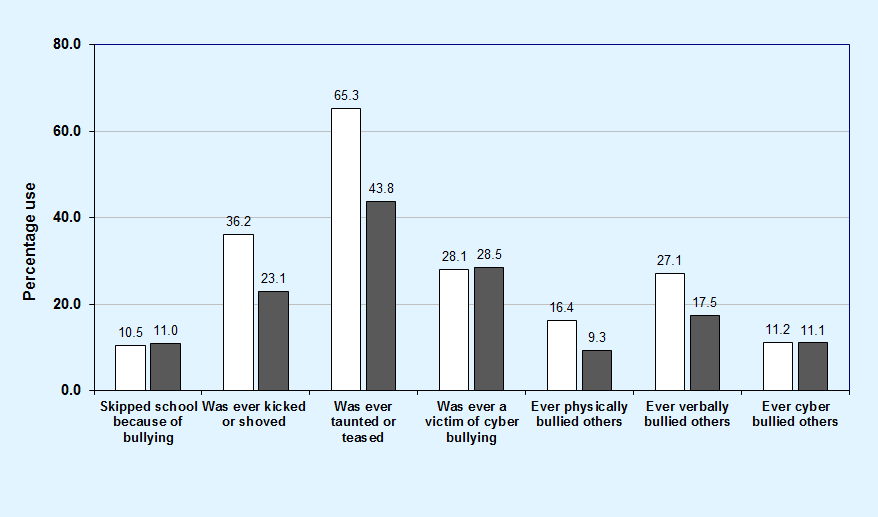 80.0
65.3
60.0
43.8
40.0
36.2
28.1 28.5
27.1
23.1
20.0
17.5
16.4
10.5 11.0
9.3
11.2 11.1
0.0
Percentage use
Skipped school because of bullying
Was ever kicked or shoved
Was ever taunted or teased
Was ever a victim of cyber bullying
Ever physically bullied others
Ever verbally bullied others
Ever cyber bullied others